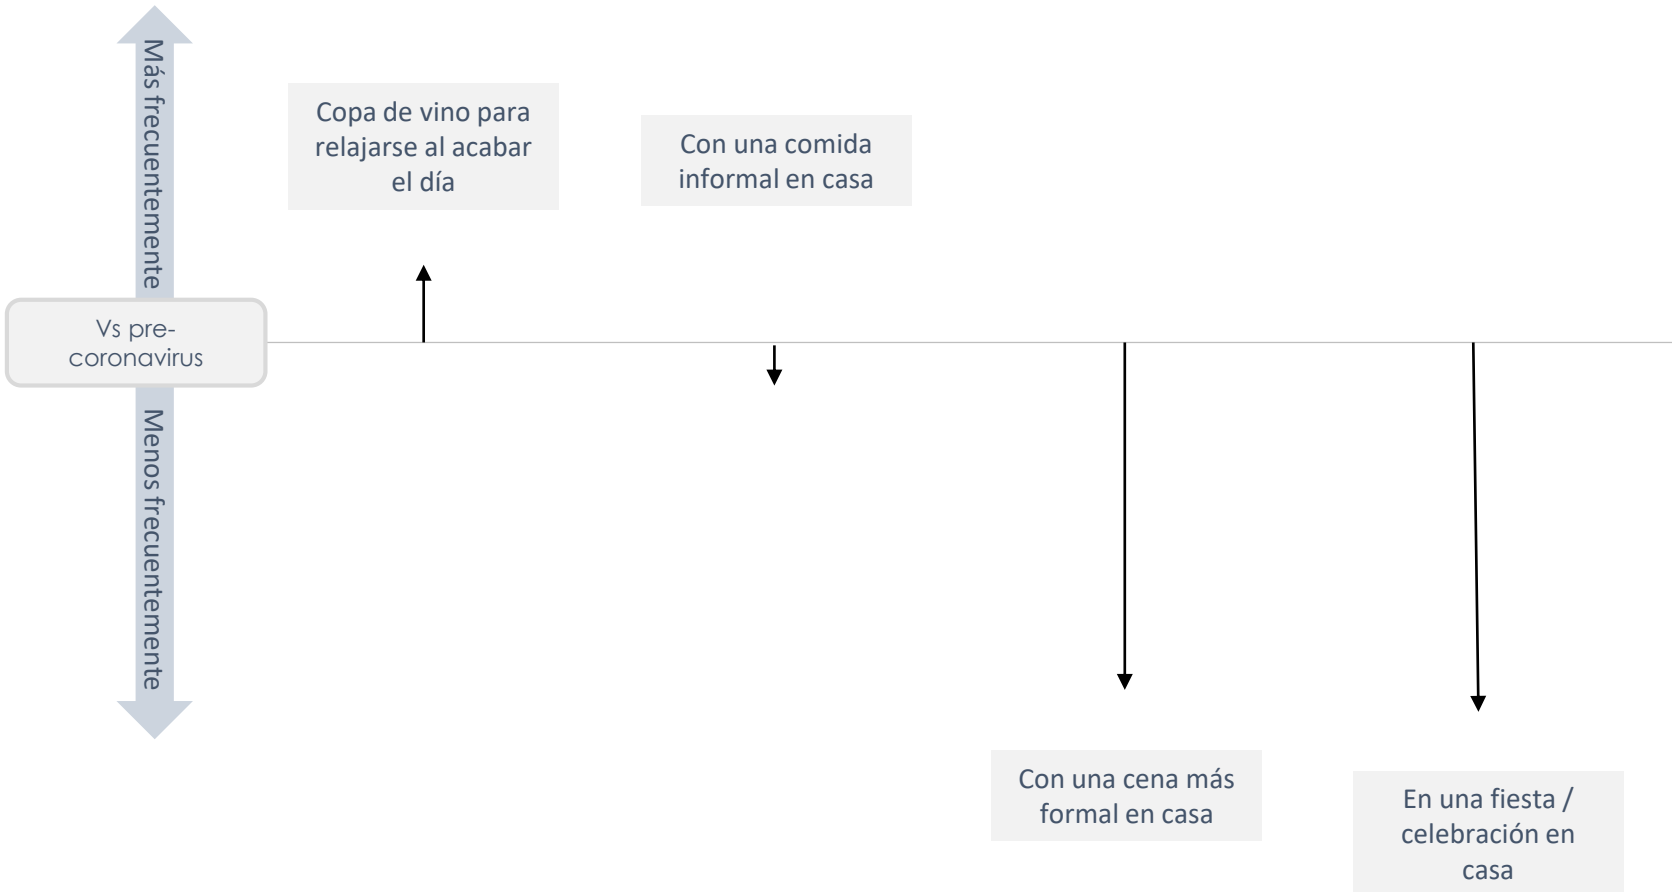 Más frecuentemente
Copa de vino para
relajarse al acabar
el día
Con una comida
informal en casa
Vs pre-
coronavirus
Menos frecuentemente
Con una cena más
formal en casa
En una fiesta /
celebración en
casa